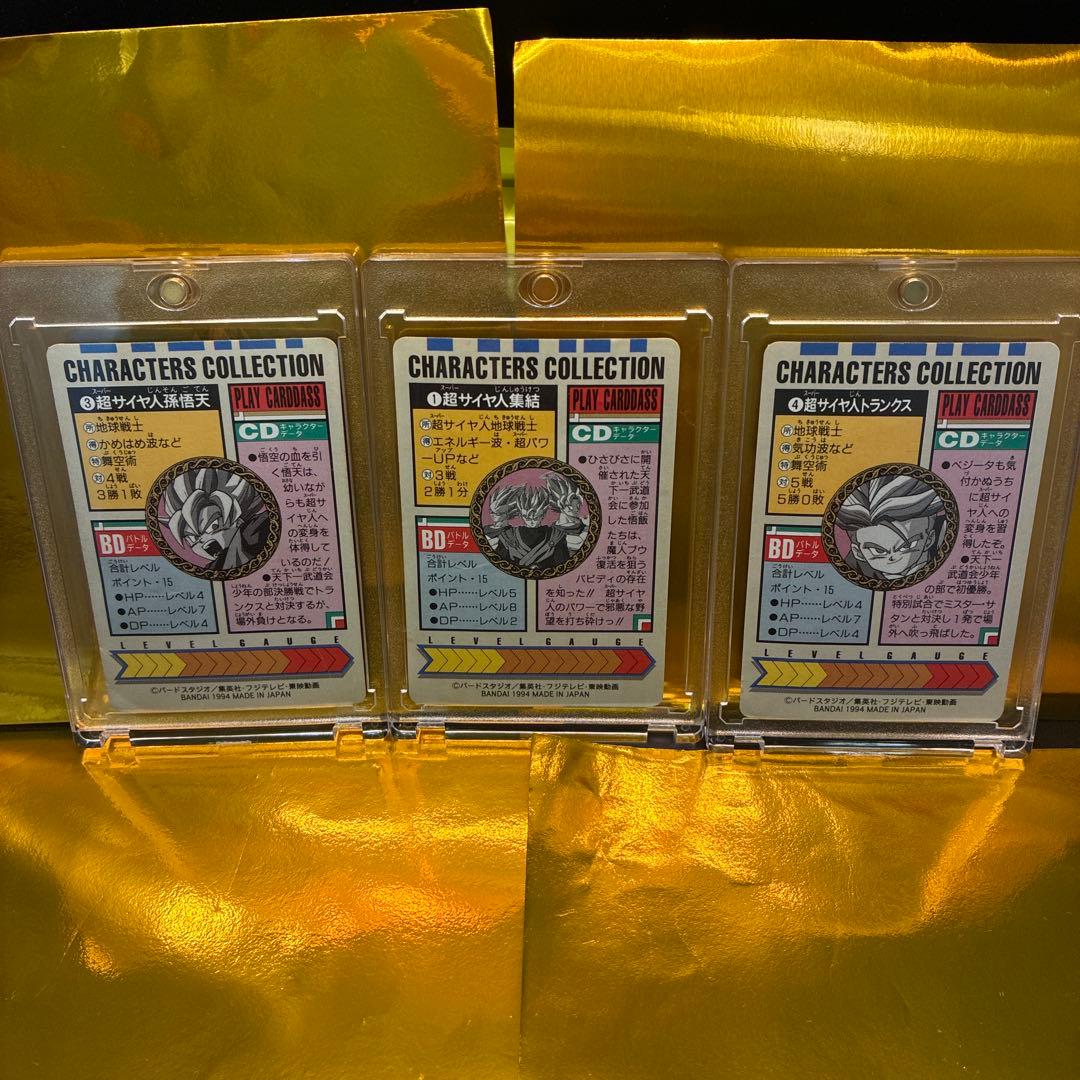 CHARACTERS COLLECTION
❸超サイヤ人孫悟天
所地球戦士
得かめはめ波など
特舞空術
対4戦
3勝1敗
PLAY CARDDASS
CDキャラクターデータ
●悟空の血を引
く悟天は、
幼いなが
らも超サ
イヤ人へ
の変身を
体得して
いるのだ!
●天下一武道会
少年の部決勝戦でトラ
ンクスと対決するが、
場外負けとなる。
BDバトルデータ
合計レベル
ポイント・15
●HP……レベル4
●AP……レベル7
●DP……レベル4
LEVEL GAUGE
©バードスタジオ/集英社・フジテレビ・東映動画
BANDAI 1994 MADE IN JAPAN
CHARACTERS COLLECTION
❶超サイヤ人集結
所超サイヤ人地球戦士
得エネルギー波・超パワ
ーUPなど
対3戦
2勝1分
PLAY CARDDASS
CDキャラクターデータ
●ひさびさに開
催された天
下一武道
会に参加
した悟飯
たちは、
魔人ブウ
復活を狙う
バビディの存在
を知った!!超サイヤ
人のパワーで邪悪な野
望を打ち砕けっ!!
BDバトルデータ
合計レベル
ポイント・15
●HP……レベル5
●AP……レベル8
●DP……レベル2
LEVEL GAUGE
©バードスタジオ/集英社・フジテレビ・東映動画
BANDAI 1994 MADE IN JAPAN
CHARACTERS COLLECTION
❹超サイヤ人トランクス
所地球戦士
得気功波など
特舞空術
対5戦
5勝0敗
PLAY CARDDASS
CDキャラクターデータ
●ベジータも気
付かぬうち
に超サイ
ヤ人への
変身を習
得したぞ。
●天下一
武道会少年
の部で初優勝。
特別試合でミスター・サ
タンと対決し1発で場
外へ吹っ飛ばした。
BDバトルデータ
合計レベル
ポイント・15
●HP……レベル4
●AP……レベル7
●DP……レベル4
LEVEL GAUGE
©バードスタジオ/集英社・フジテレビ・東映動画
BANDAI 1994 MADE IN JAPAN